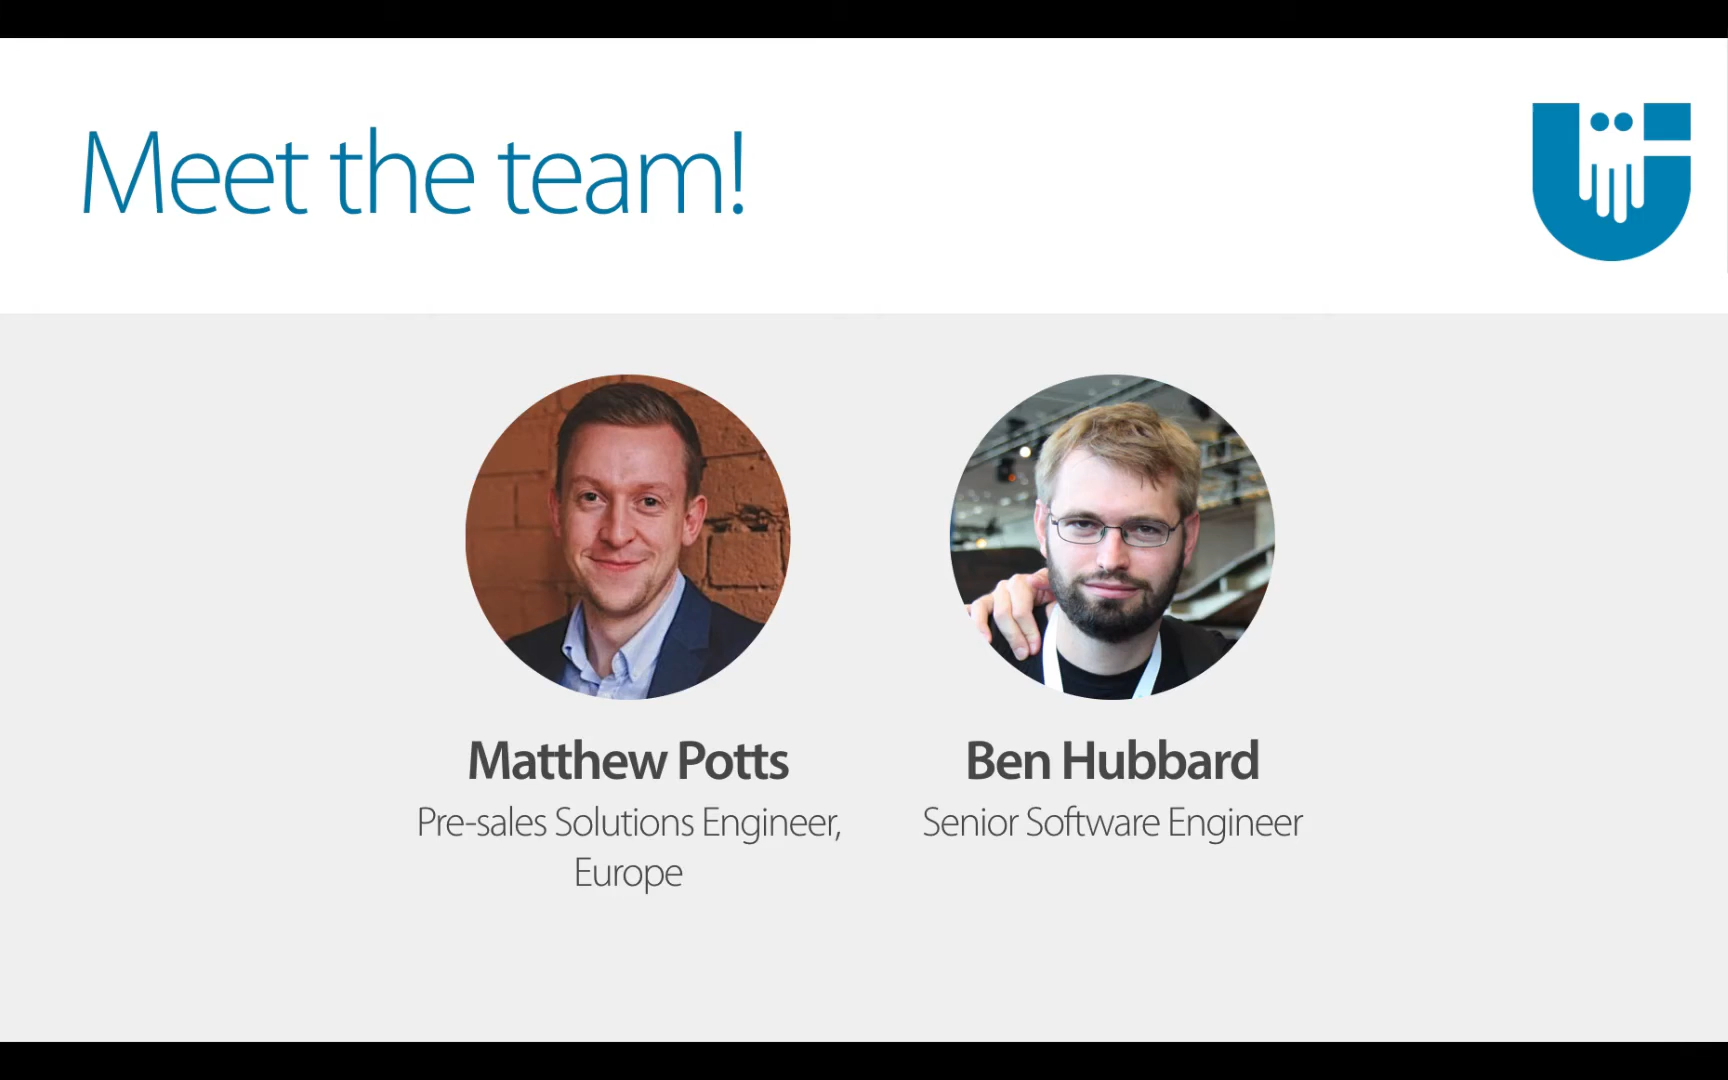 Meet the team!
Matthew Potts
Pre-sales Solutions Engineer,
Europe
Ben Hubbard
Senior Software Engineer